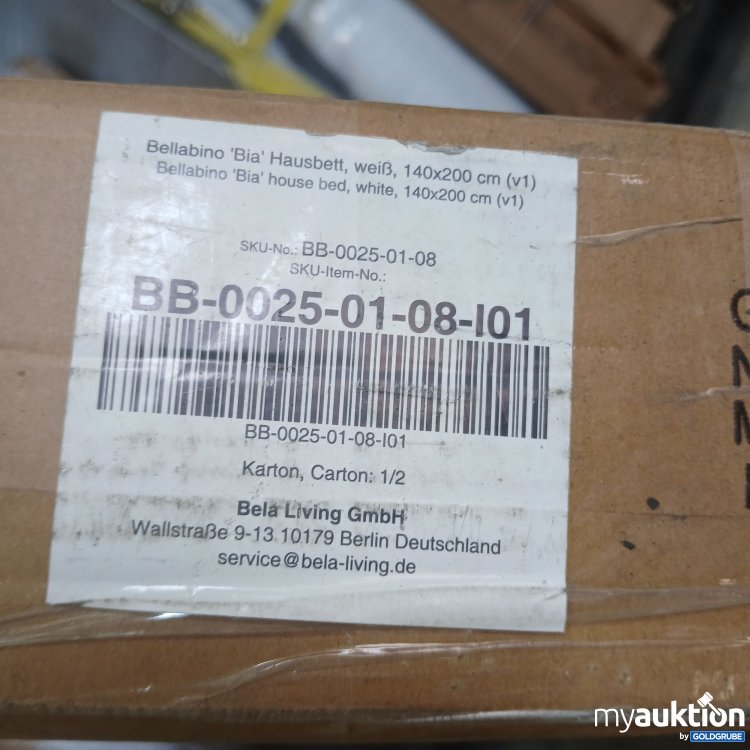 Bellabino 'Bia' Hausbett, weiß, 140x200 cm (v1)
Bellabino 'Bia' house bed, white, 140x200 cm (v1)
SKU-No.: BB-0025-01-08
SKU-Item-No.:
BB-0025-01-08-I01
BB-0025-01-08-I01
Karton, Carton: 1/2
Bela Living GmbH
Wallstraße 9-13 10179 Berlin Deutschland
service@bela-living.de
G
N
M
myauktion
by GOLDGRUBE